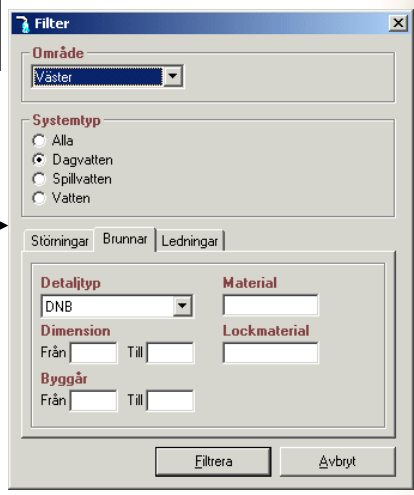 Filter
Område
Väster
Systemtyp
Alla
Dagvatten
Spillvatten
Vatten
Störningar Brunnar Ledningar
Detaljtyp Material
DNB
Dimension Lockmaterial
Från Till
Byggår
Från Till
Filtrera Avbryt